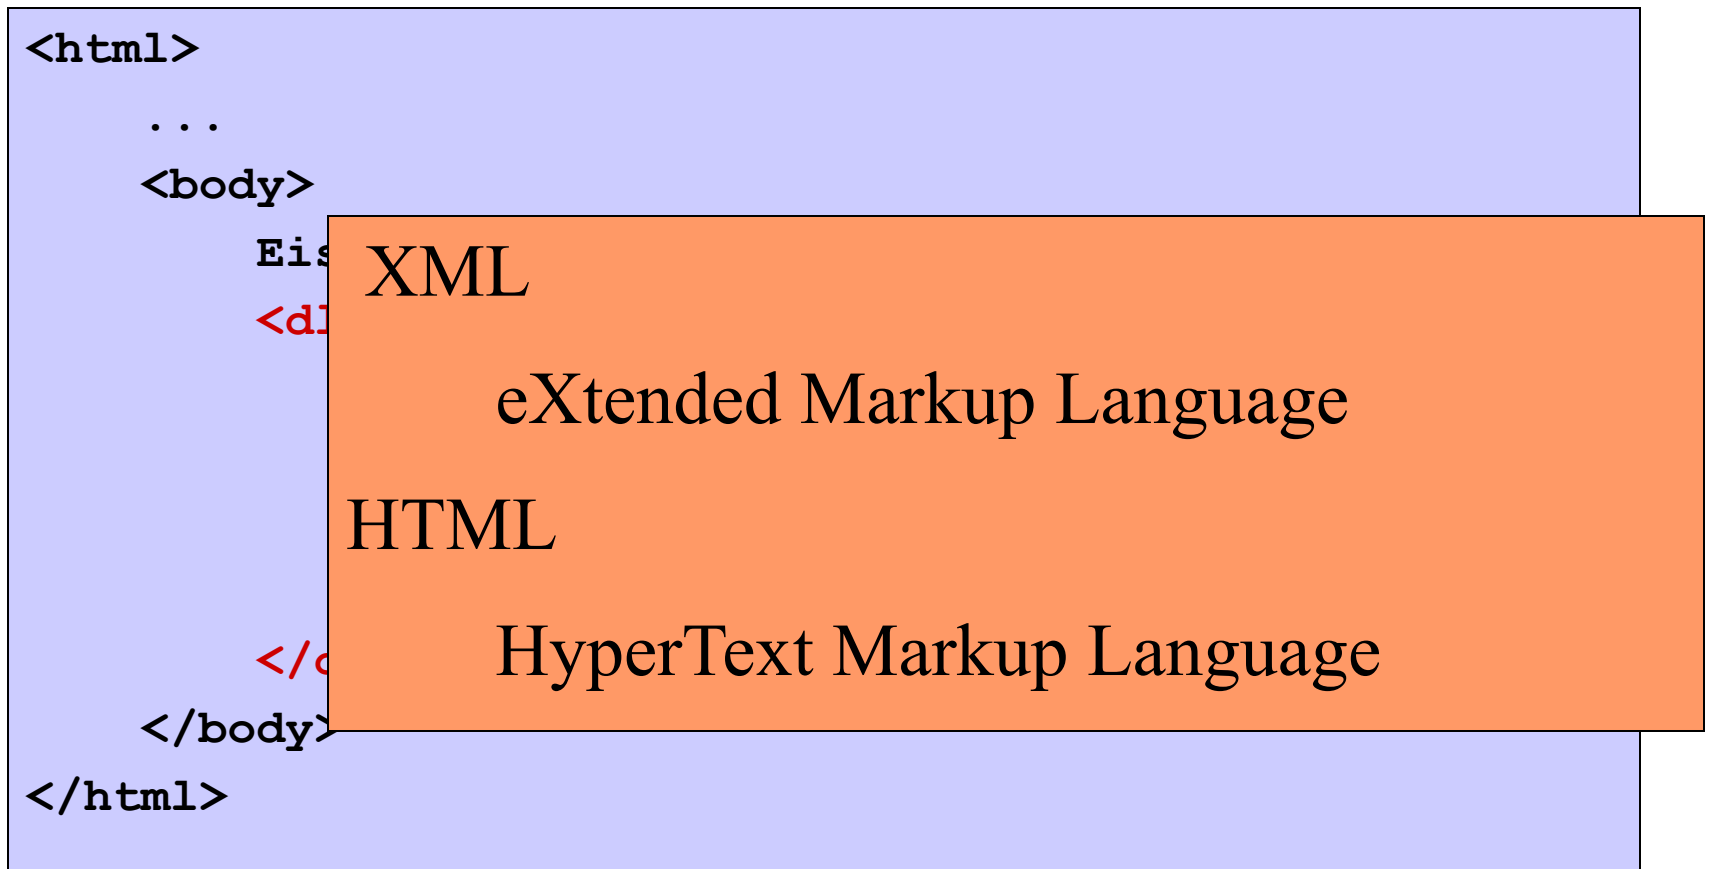 <html>
...
<body>
XML
eXtended Markup Language
HTML
HyperText Markup Language
</body>
</html>